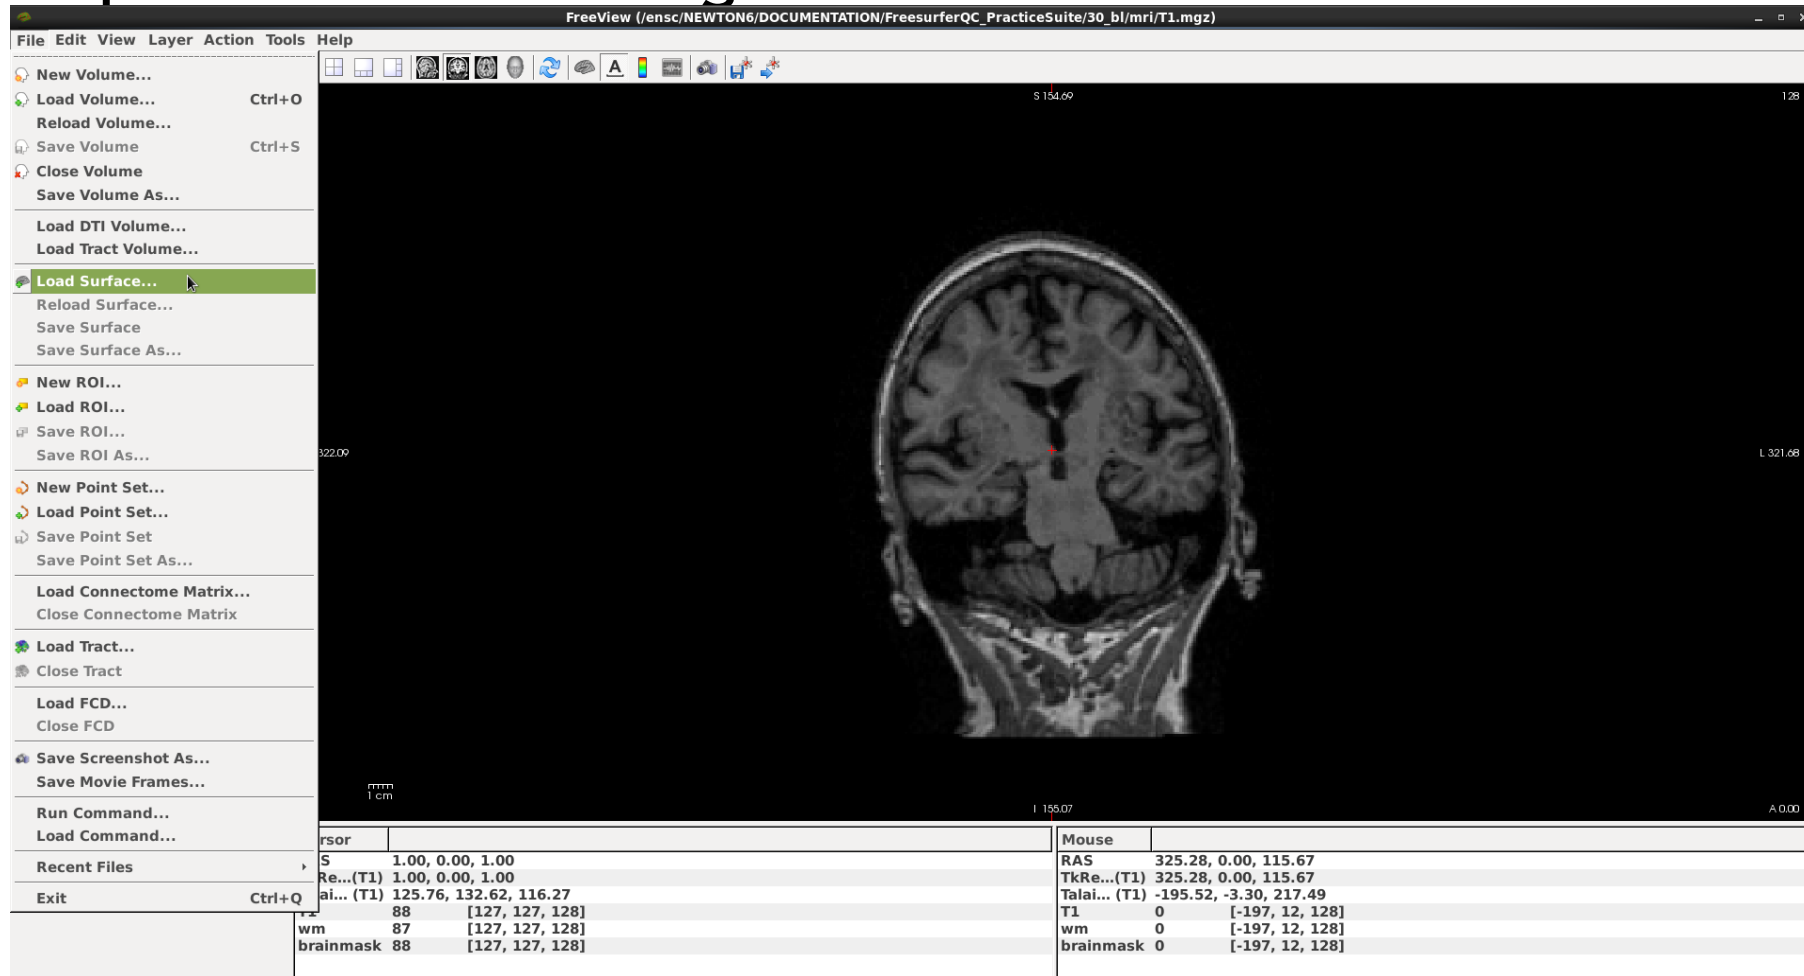 FreeView (/ensc/NEWTON6/DOCUMENTATION/FreesurferQC_PracticeSuite/30_bl/mri/T1.mgz)
File Edit View Layer Action Tools Help
New Volume...
Load Volume... Ctrl+O
Reload Volume...
Save Volume Ctrl+S
Close Volume
Save Volume As...
Load DTI Volume...
Load Tract Volume...
Load Surface...
Reload Surface...
Save Surface
Save Surface As...
New ROI...
Load ROI...
Save ROI...
Save ROI As...
New Point Set...
Load Point Set...
Save Point Set
Save Point Set As...
Load Connectome Matrix...
Close Connectome Matrix
Load Tract...
Close Tract
Load FCD...
Close FCD
Save Screenshot As...
Save Movie Frames...
Run Command...
Load Command...
Recent Files
Exit Ctrl+Q
A
S 154.69 128
322.09 L 321.68
1 cm
I 155.07 A 0.00
rsor
S 1.00, 0.00, 1.00
Re...(T1) 1.00, 0.00, 1.00
ai... (T1) 125.76, 132.62, 116.27
T1 88 [127, 127, 128]
wm 87 [127, 127, 128]
brainmask 88 [127, 127, 128]
Mouse
RAS 325.28, 0.00, 115.67
TkRe...(T1) 325.28, 0.00, 115.67
Talai... (T1) -195.52, -3.30, 217.49
T1 0 [-197, 12, 128]
wm 0 [-197, 12, 128]
brainmask 0 [-197, 12, 128]